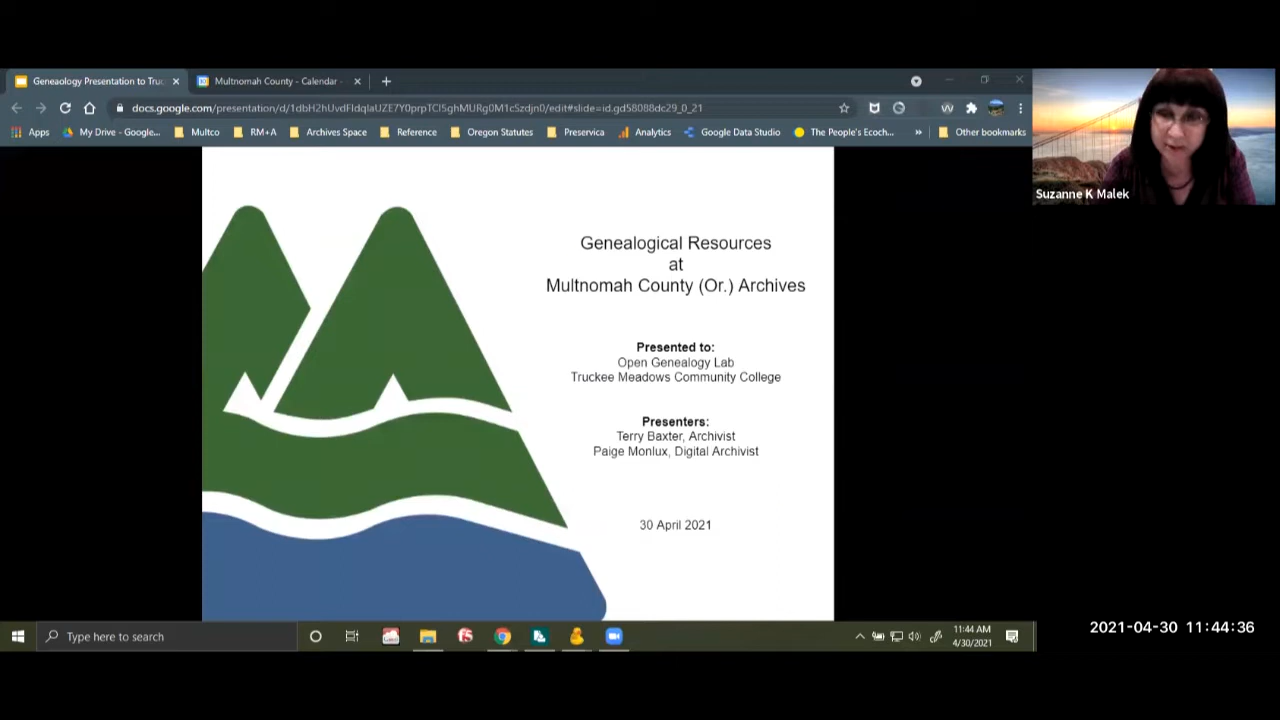 Geneaology Presentation to Truc
Multnomah County - Calendar -
docs.google.com/presentation/d/1dbH2hUvdFIdqIaUZE7Y0prpTCISghMURg0M1cSzdjn0/edit#slide=id.gd58088dc29_0_21
Apps
My Drive - Google...
Multco
RM+A
Archives Space
Reference
Oregon Statutes
Preservica
Analytics
Google Data Studio
The People's Ecoch...
Other bookmarks
Suzanne K Malek
Genealogical Resources
at
Multnomah County (Or.) Archives
Presented to:
Open Genealogy Lab
Truckee Meadows Community College
Presenters:
Terry Baxter, Archivist
Paige Monlux, Digital Archivist
30 April 2021
Type here to search
11:44 AM
4/30/2021
2021-04-30 11:44:36